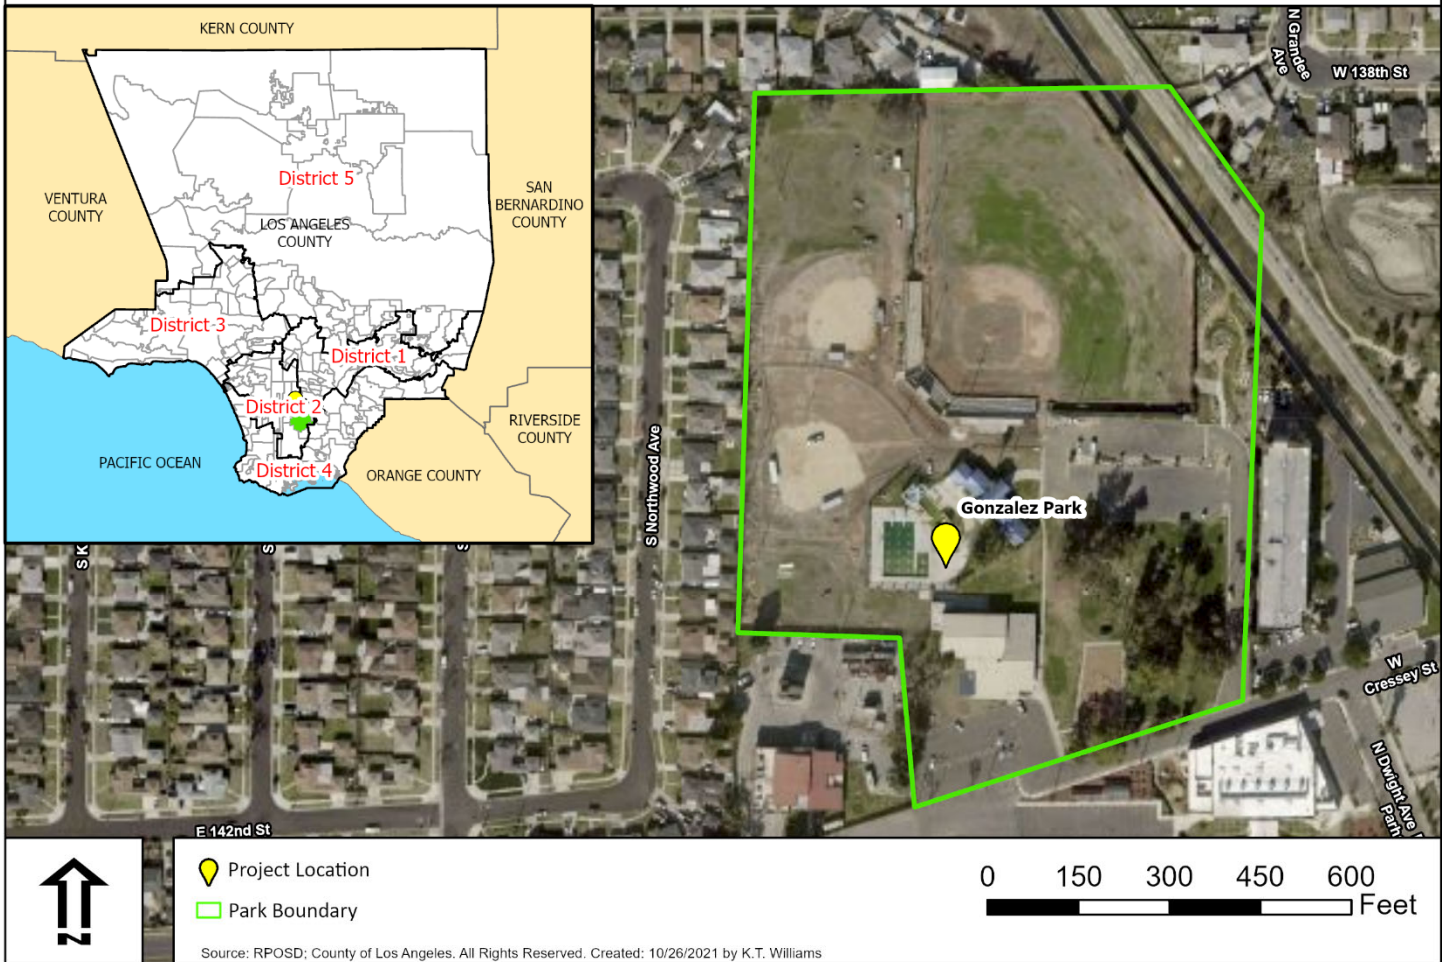 KERN COUNTY
VENTURA
COUNTY
District 5
LOS ANGELES
COUNTY
SAN
BERNARDINO
COUNTY
District 3
District 1
District 2
District 4
RIVERSIDE
COUNTY
PACIFIC OCEAN
ORANGE COUNTY
N Grandee
Ave
W 138th St
S Northwood Ave
Gonzalez Park
S K
S
S
E 142nd St
W
Cressey St
N Dwight Ave
N
Project Location
Park Boundary
0 150 300 450 600
Feet
Source: RPOSD; County of Los Angeles. All Rights Reserved. Created: 10/26/2021 by K.T. Williams